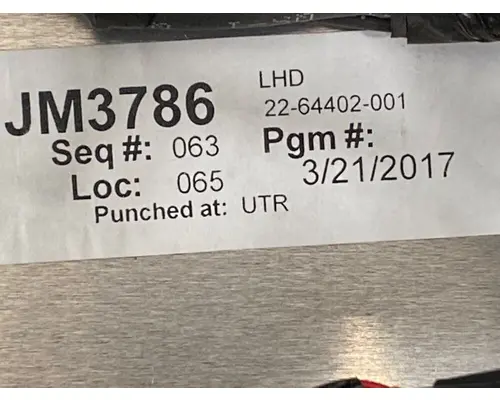 JM3786
LHD
22-64402-001
Seq #: 063
Pgm #:
Loc: 065
3/21/2017
Punched at: UTR